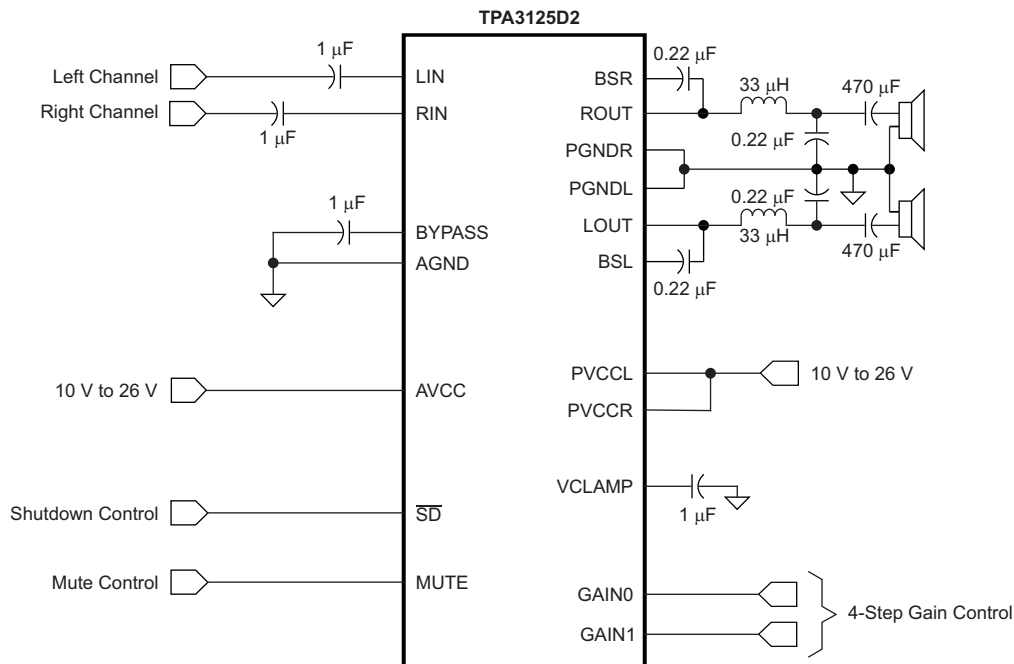 TPA3125D2
1 μF
Left Channel
LIN
Right Channel
RIN
1 μF
1 μF
BYPASS
AGND
10 V to 26 V
AVCC
Shutdown Control
SD
Mute Control
MUTE
0.22 μF
BSR
33 μH
470 μF
ROUT
0.22 μF
PGNDR
PGNDL
0.22 μF
LOUT
33 μH
470 μF
BSL
0.22 μF
PVCCL
10 V to 26 V
PVCCR
VCLAMP
1 μF
GAIN0
4-Step Gain Control
GAIN1